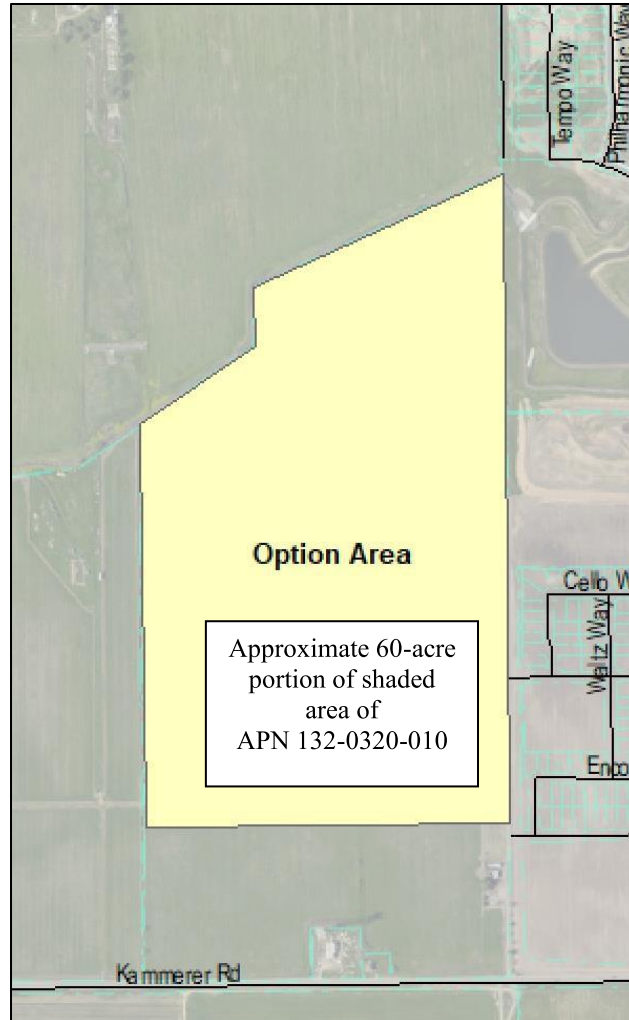 Tempo Way
Philharmonic Way
Option Area
Cello W
Waltz Way
Approximate 60-acre
portion of shaded
area of
APN 132-0320-010
Enco
Kammerer Rd